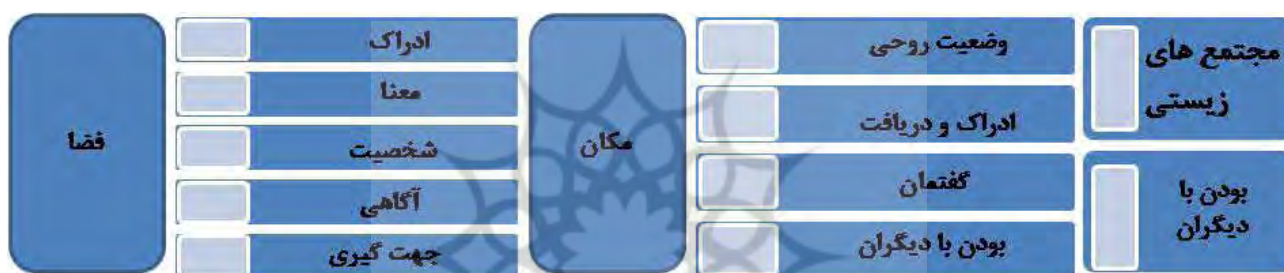 مجتمع های
زیستی
بودن با
دیگران
وضعیت روحی
ادراک و دریافت
گفتمان
بودن با دیگران
مکان
ادراک
معنا
شخصیت
آگاهی
جهت گیری
فضا